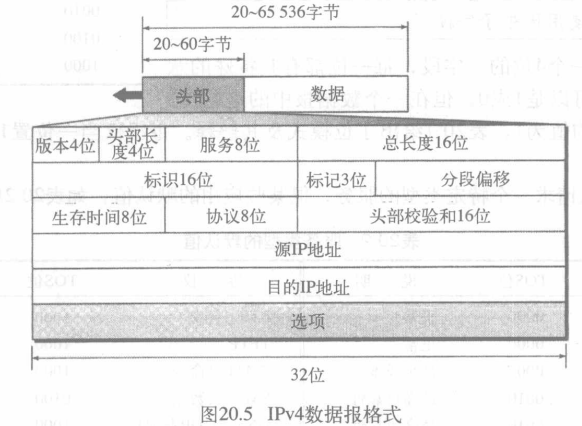 20~65 536字节
20~60字节
头部 数据
版本4位 头部长度4位 服务8位 总长度16位
标识16位 标记3位 分段偏移
生存时间8位 协议8位 头部校验和16位
源IP地址
目的IP地址
选项
32位
图20.5 IPv4数据报格式